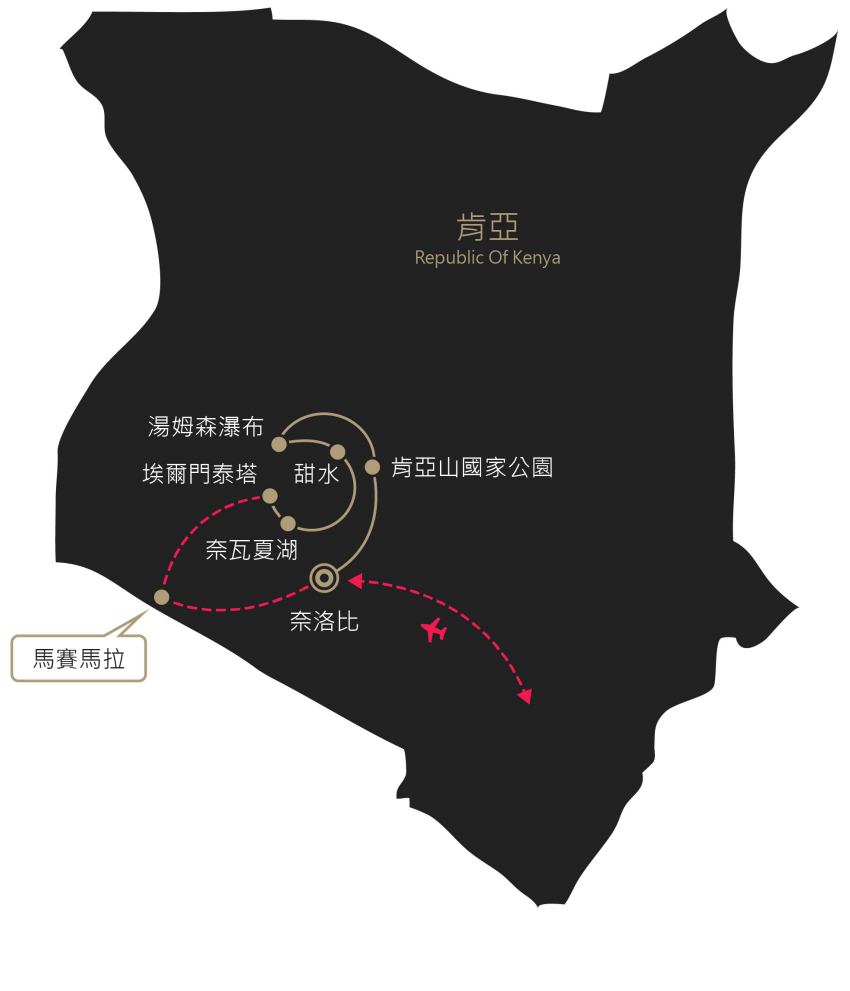 肯亞
Republic Of Kenya
湯姆森瀑布
埃爾門泰塔
甜水
肯亞山國家公園
奈瓦夏湖
奈洛比
馬賽馬拉